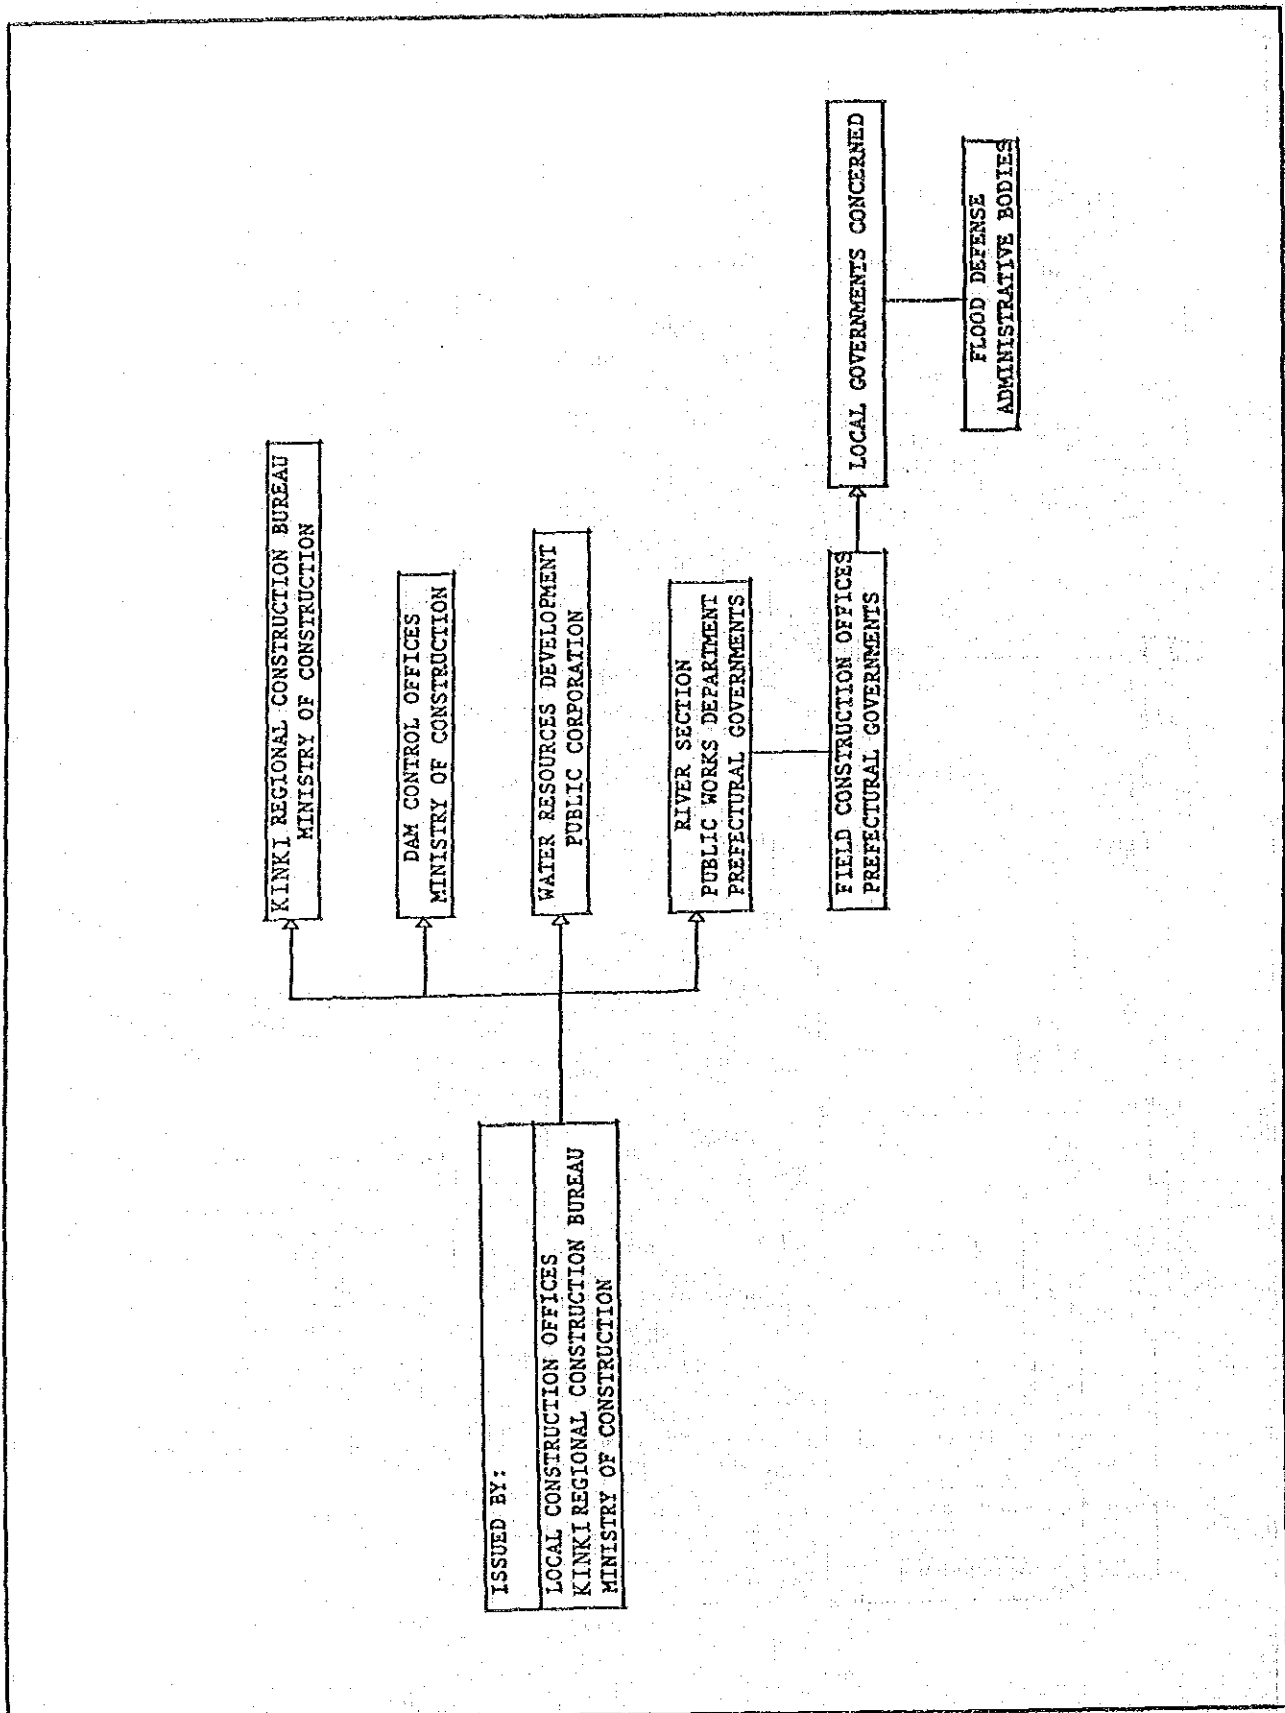 ISSUED BY:
LOCAL CONSTRUCTION OFFICES
KINKI REGIONAL CONSTRUCTION BUREAU
MINISTRY OF CONSTRUCTION
KINKI REGIONAL CONSTRUCTION BUREAU
MINISTRY OF CONSTRUCTION
DAM CONTROL OFFICES
MINISTRY OF CONSTRUCTION
WATER RESOURCES DEVELOPMENT
PUBLIC CORPORATION
RIVER SECTION
PUBLIC WORKS DEPARTMENT
PREFECTURAL GOVERNMENTS
FIELD CONSTRUCTION OFFICES
PREFECTURAL GOVERNMENTS
LOCAL GOVERNMENTS CONCERNED
FLOOD DEFENSE
ADMINISTRATIVE BODIES